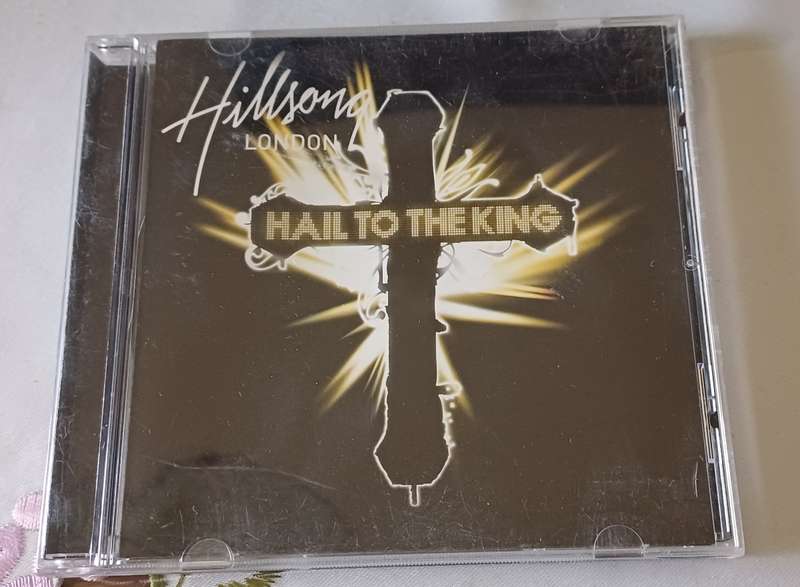 Hillsong
LONDON
HAIL TO THE KING